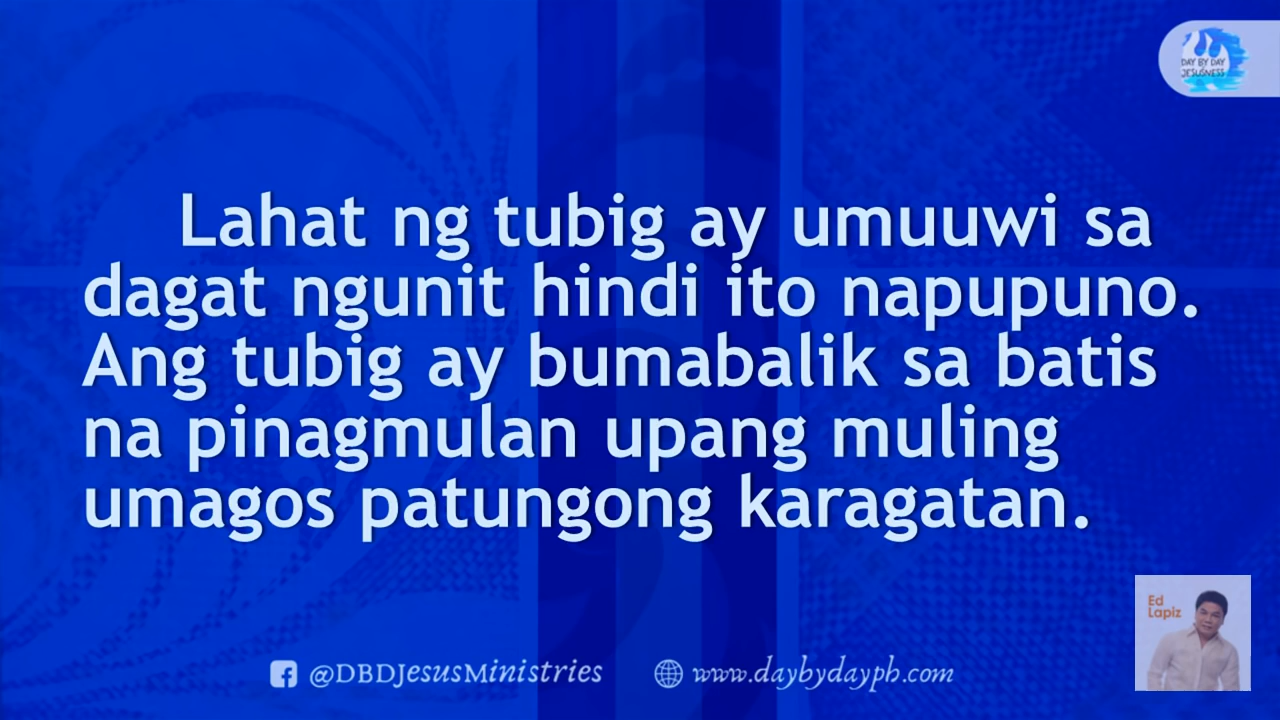 DAY BY DAY
JESUSNESS
Lahat ng tubig ay umuuwi sa
dagat ngunit hindi ito napupuno.
Ang tubig ay bumabalik sa batis
na pinagmulan upang muling
umagos patungong karagatan.
Ed
Lapiz
@DBDJesusMinistries
www.daybydayph.com